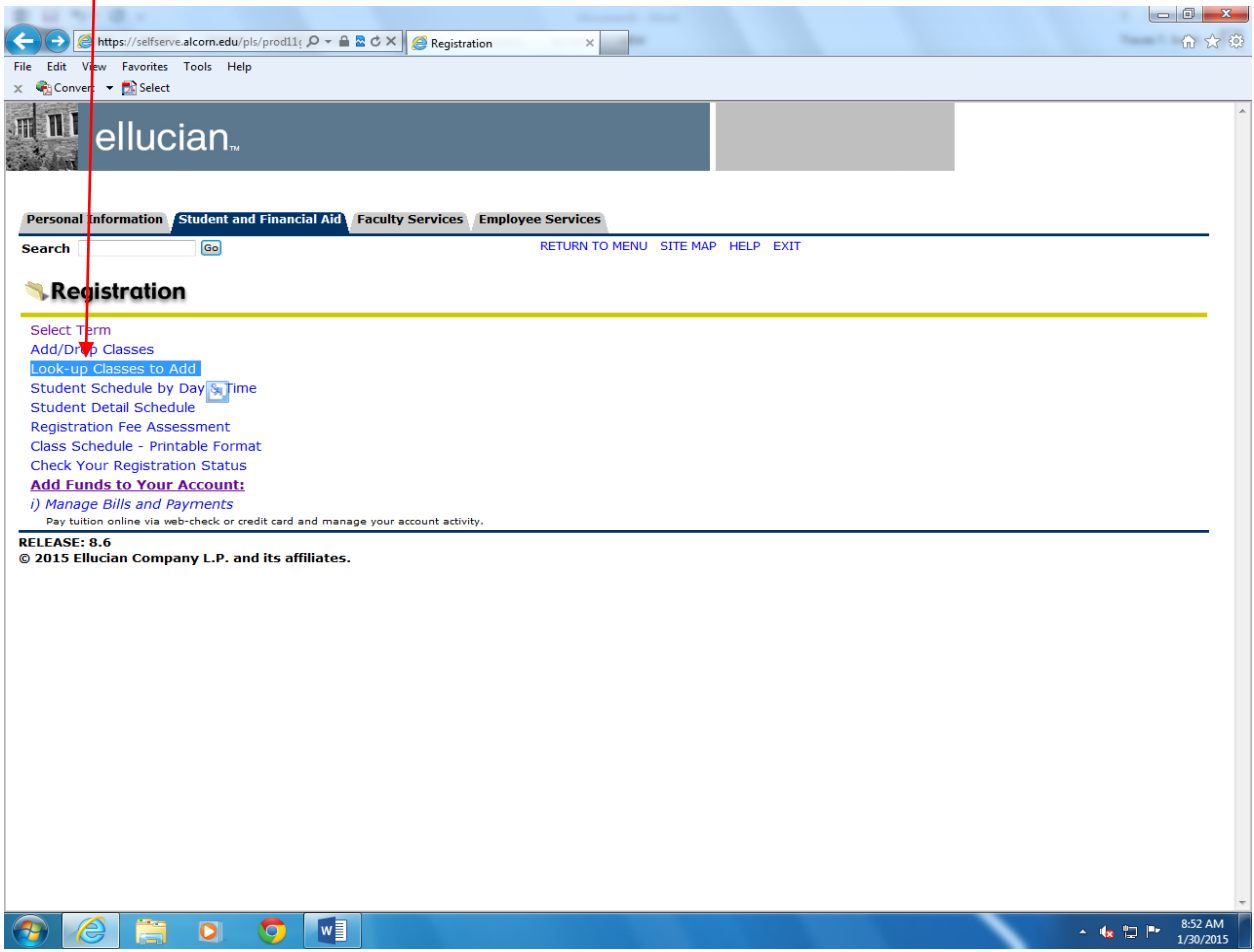 https://selfserve.alcorn.edu/pls/prod11g
Registration
File Edit View Favorites Tools Help
x Convert Select
ellucian™
Personal Information Student and Financial Aid Faculty Services Employee Services
Search Go RETURN TO MENU SITE MAP HELP EXIT
Registration
Select Term
Add/Drop Classes
Look-up Classes to Add
Student Schedule by Day Time
Student Detail Schedule
Registration Fee Assessment
Class Schedule - Printable Format
Check Your Registration Status
Add Funds to Your Account:
i) Manage Bills and Payments
Pay tuition online via web-check or credit card and manage your account activity.
RELEASE: 8.6
© 2015 Ellucian Company L.P. and its affiliates.
8:52 AM
1/30/2015